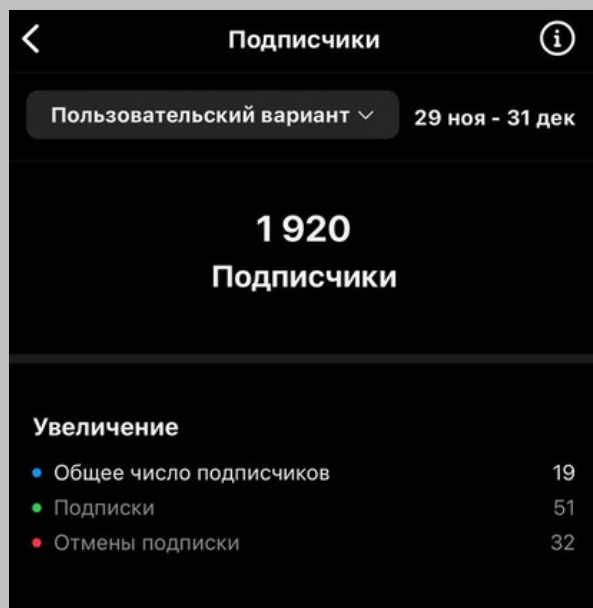 Подписчики
Пользовательский вариант 29 ноя - 31 дек
1 920
Подписчики
Увеличение
Общее число подписчиков 19
Подписки 51
Отмены подписки 32